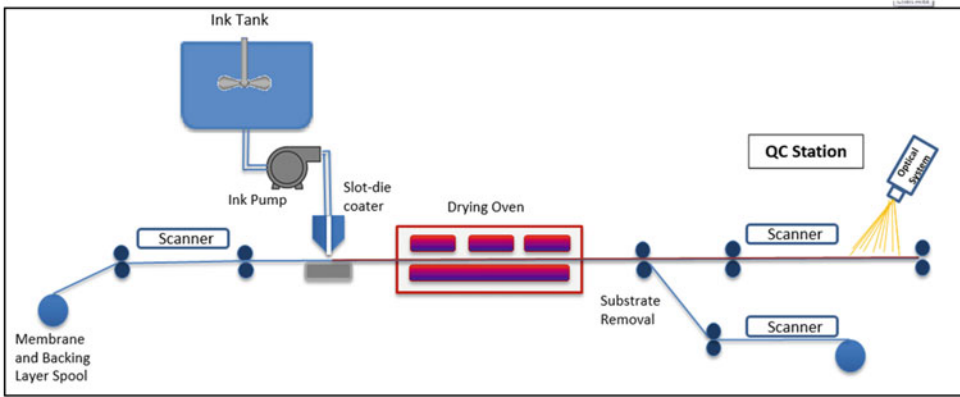 Ink Tank
QC Station
Optical
System
Ink Pump
Slot-die
coater
Drying Oven
Scanner
Scanner
Substrate
Removal
Scanner
Membrane
and Backing
Layer Spool